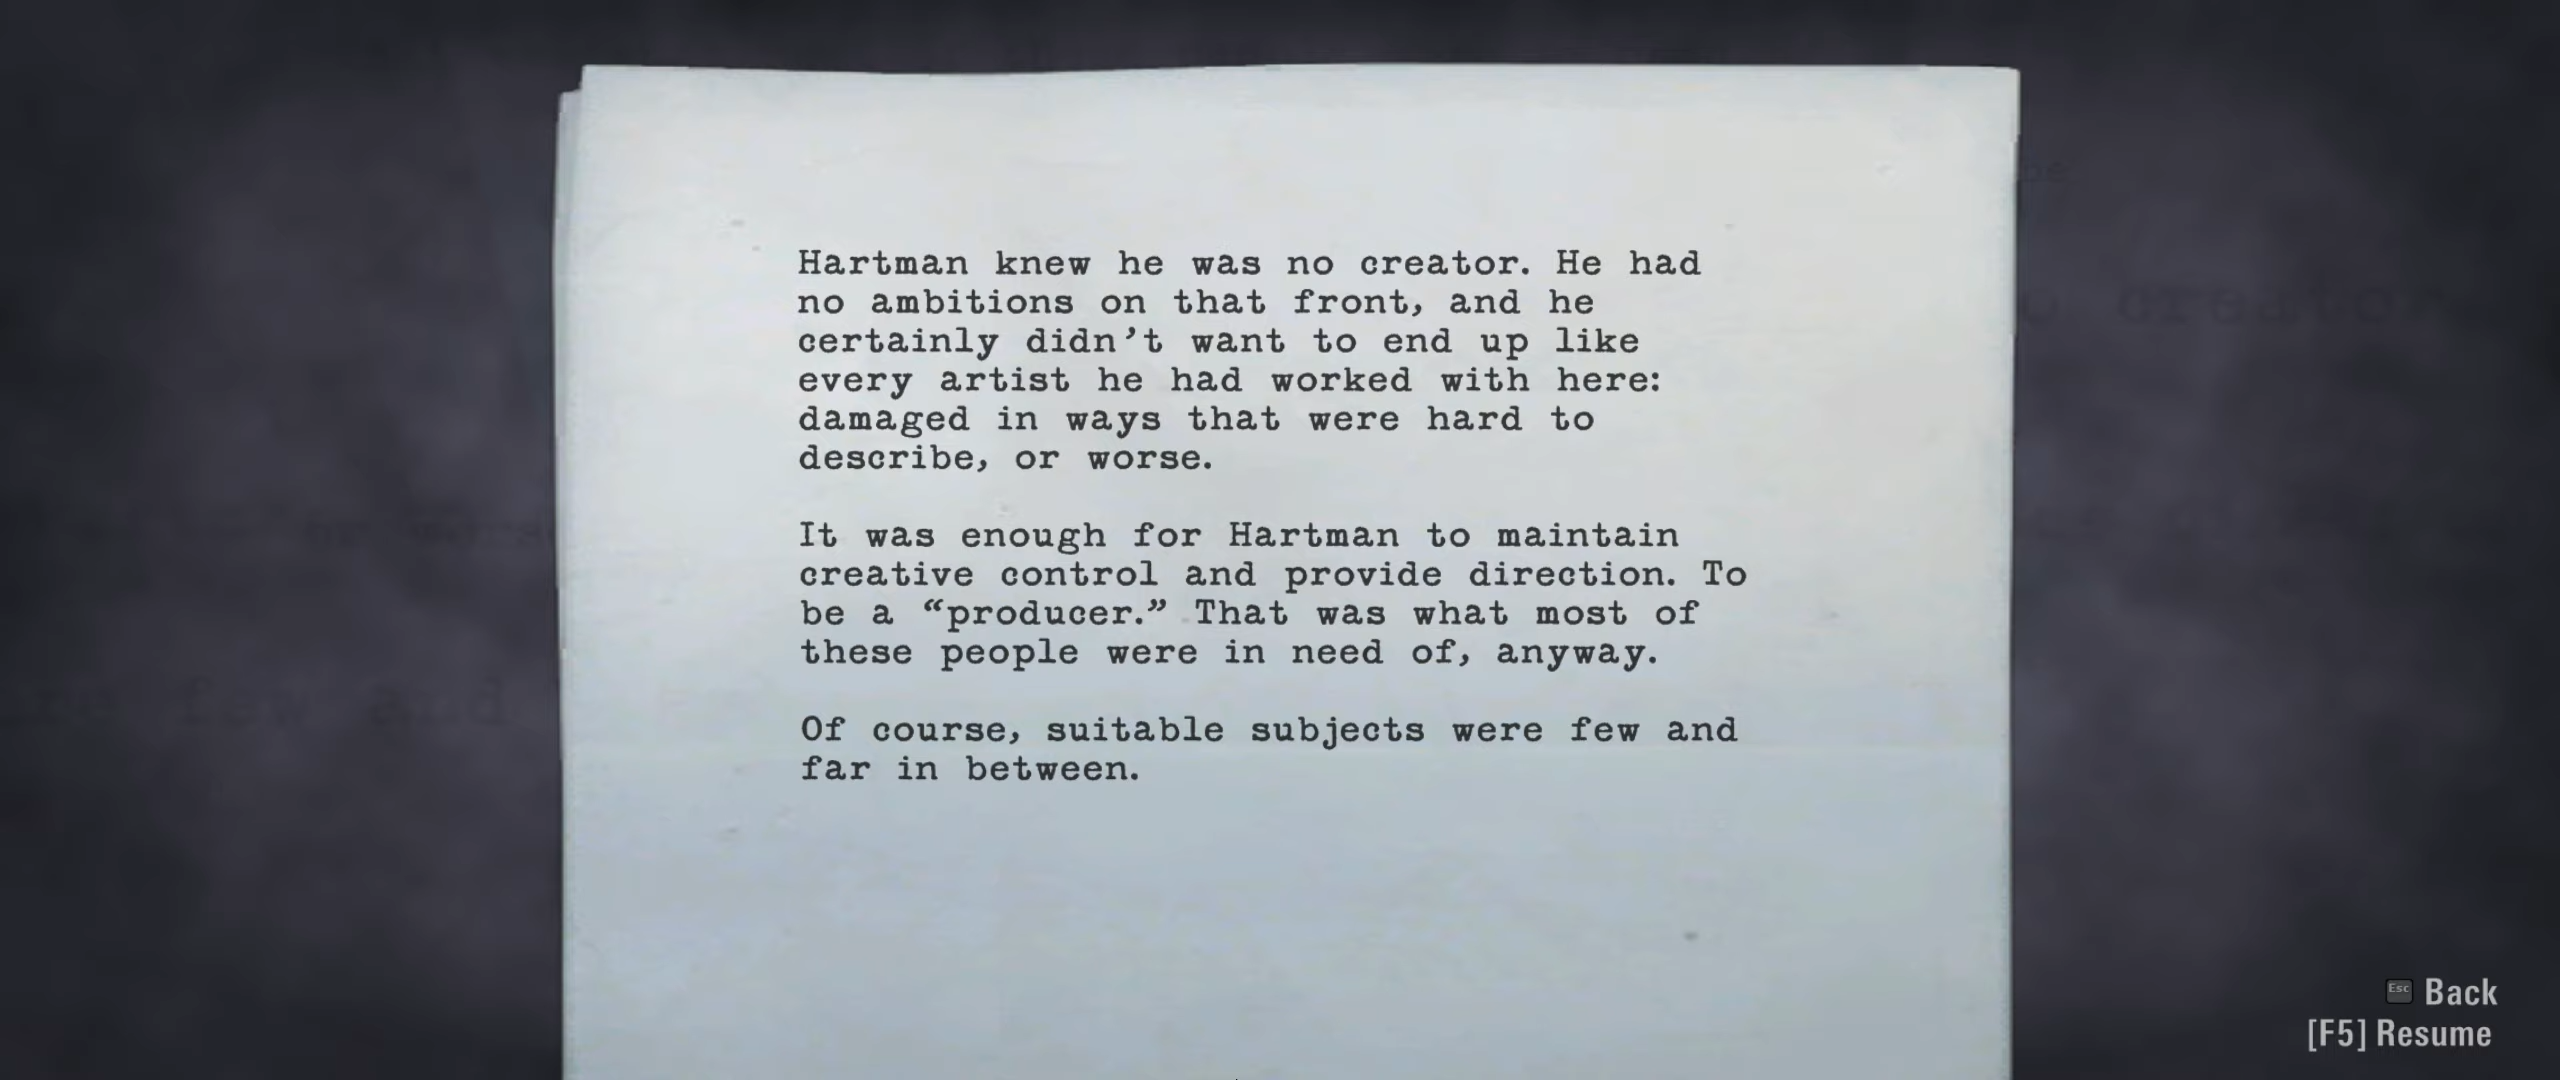 Hartman knew he was no creator. He had
no ambitions on that front, and he
certainly didn’t want to end up like
every artist he had worked with here:
damaged in ways that were hard to
describe, or worse.
It was enough for Hartman to maintain
creative control and provide direction. To
be a “producer.” That was what most of
these people were in need of, anyway.
Of course, suitable subjects were few and
far in between.
Esc Back
[F5] Resume